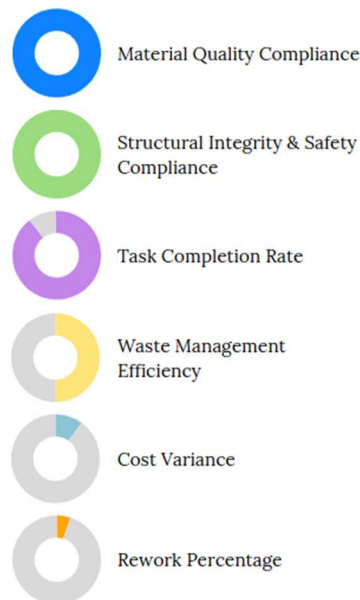 Material Quality Compliance
Structural Integrity & Safety
Compliance
Task Completion Rate
Waste Management
Efficiency
Cost Variance
Rework Percentage